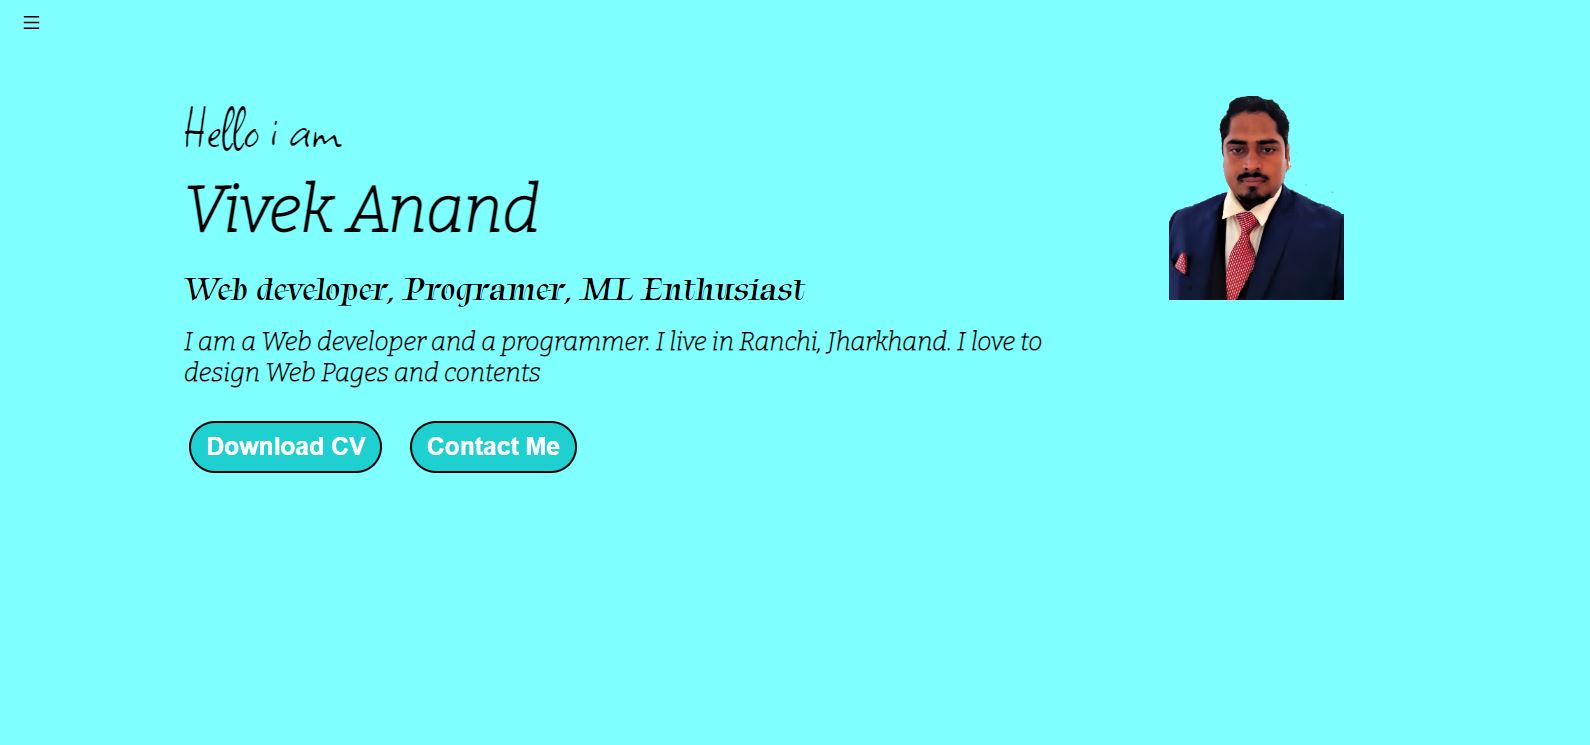 Hello i am
Vivek Anand
Web developer, Programer, ML Enthusiast
I am a Web developer and a programmer. I live in Ranchi, Jharkhand. I love to
design Web Pages and contents
Download CV
Contact Me